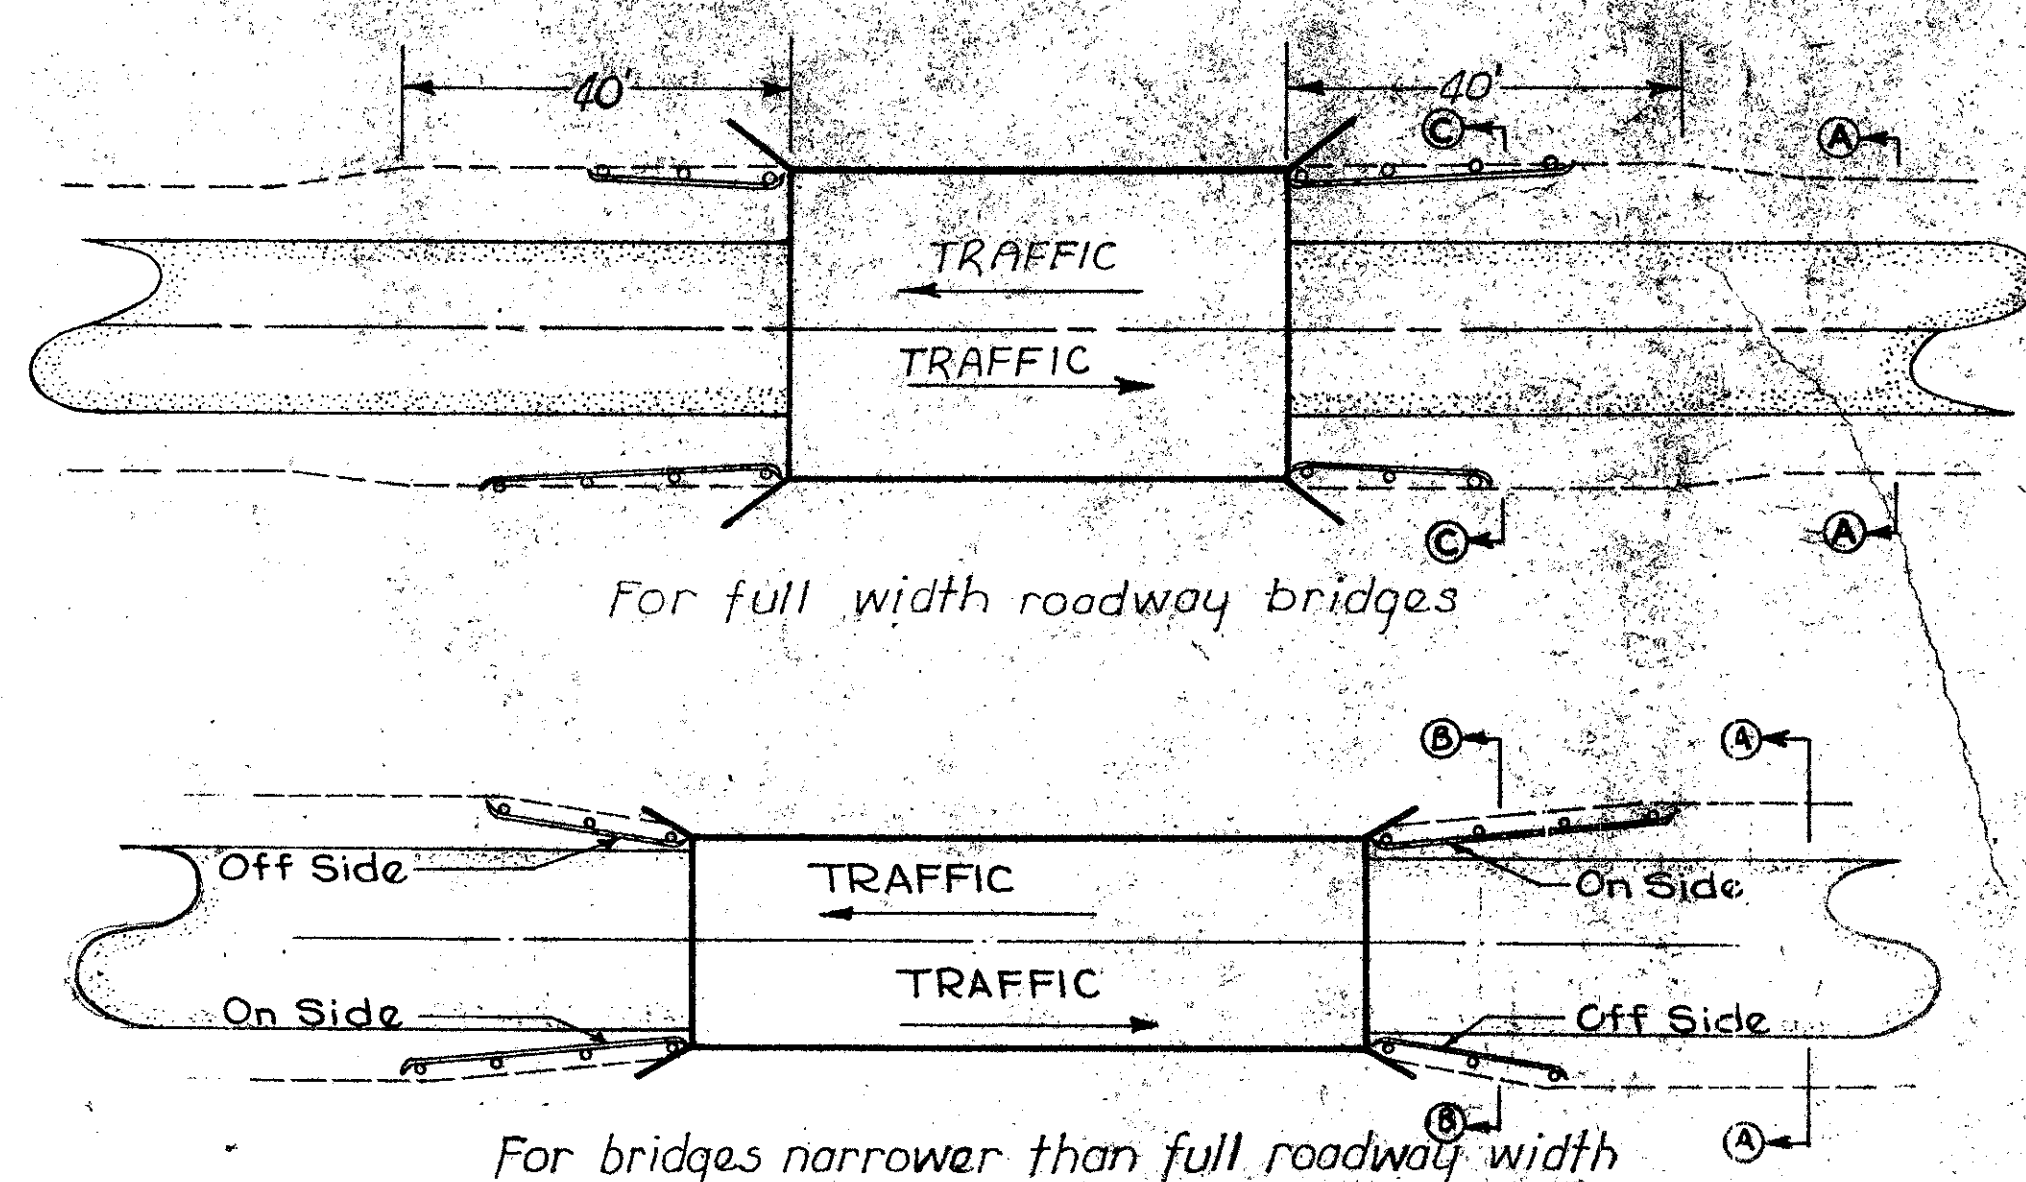 40' 40'
C A
TRAFFIC
TRAFFIC
C A
For full width roadway bridges
B A
Off Side TRAFFIC On Side
On Side TRAFFIC Off Side
B A
For bridges narrower than full roadway width